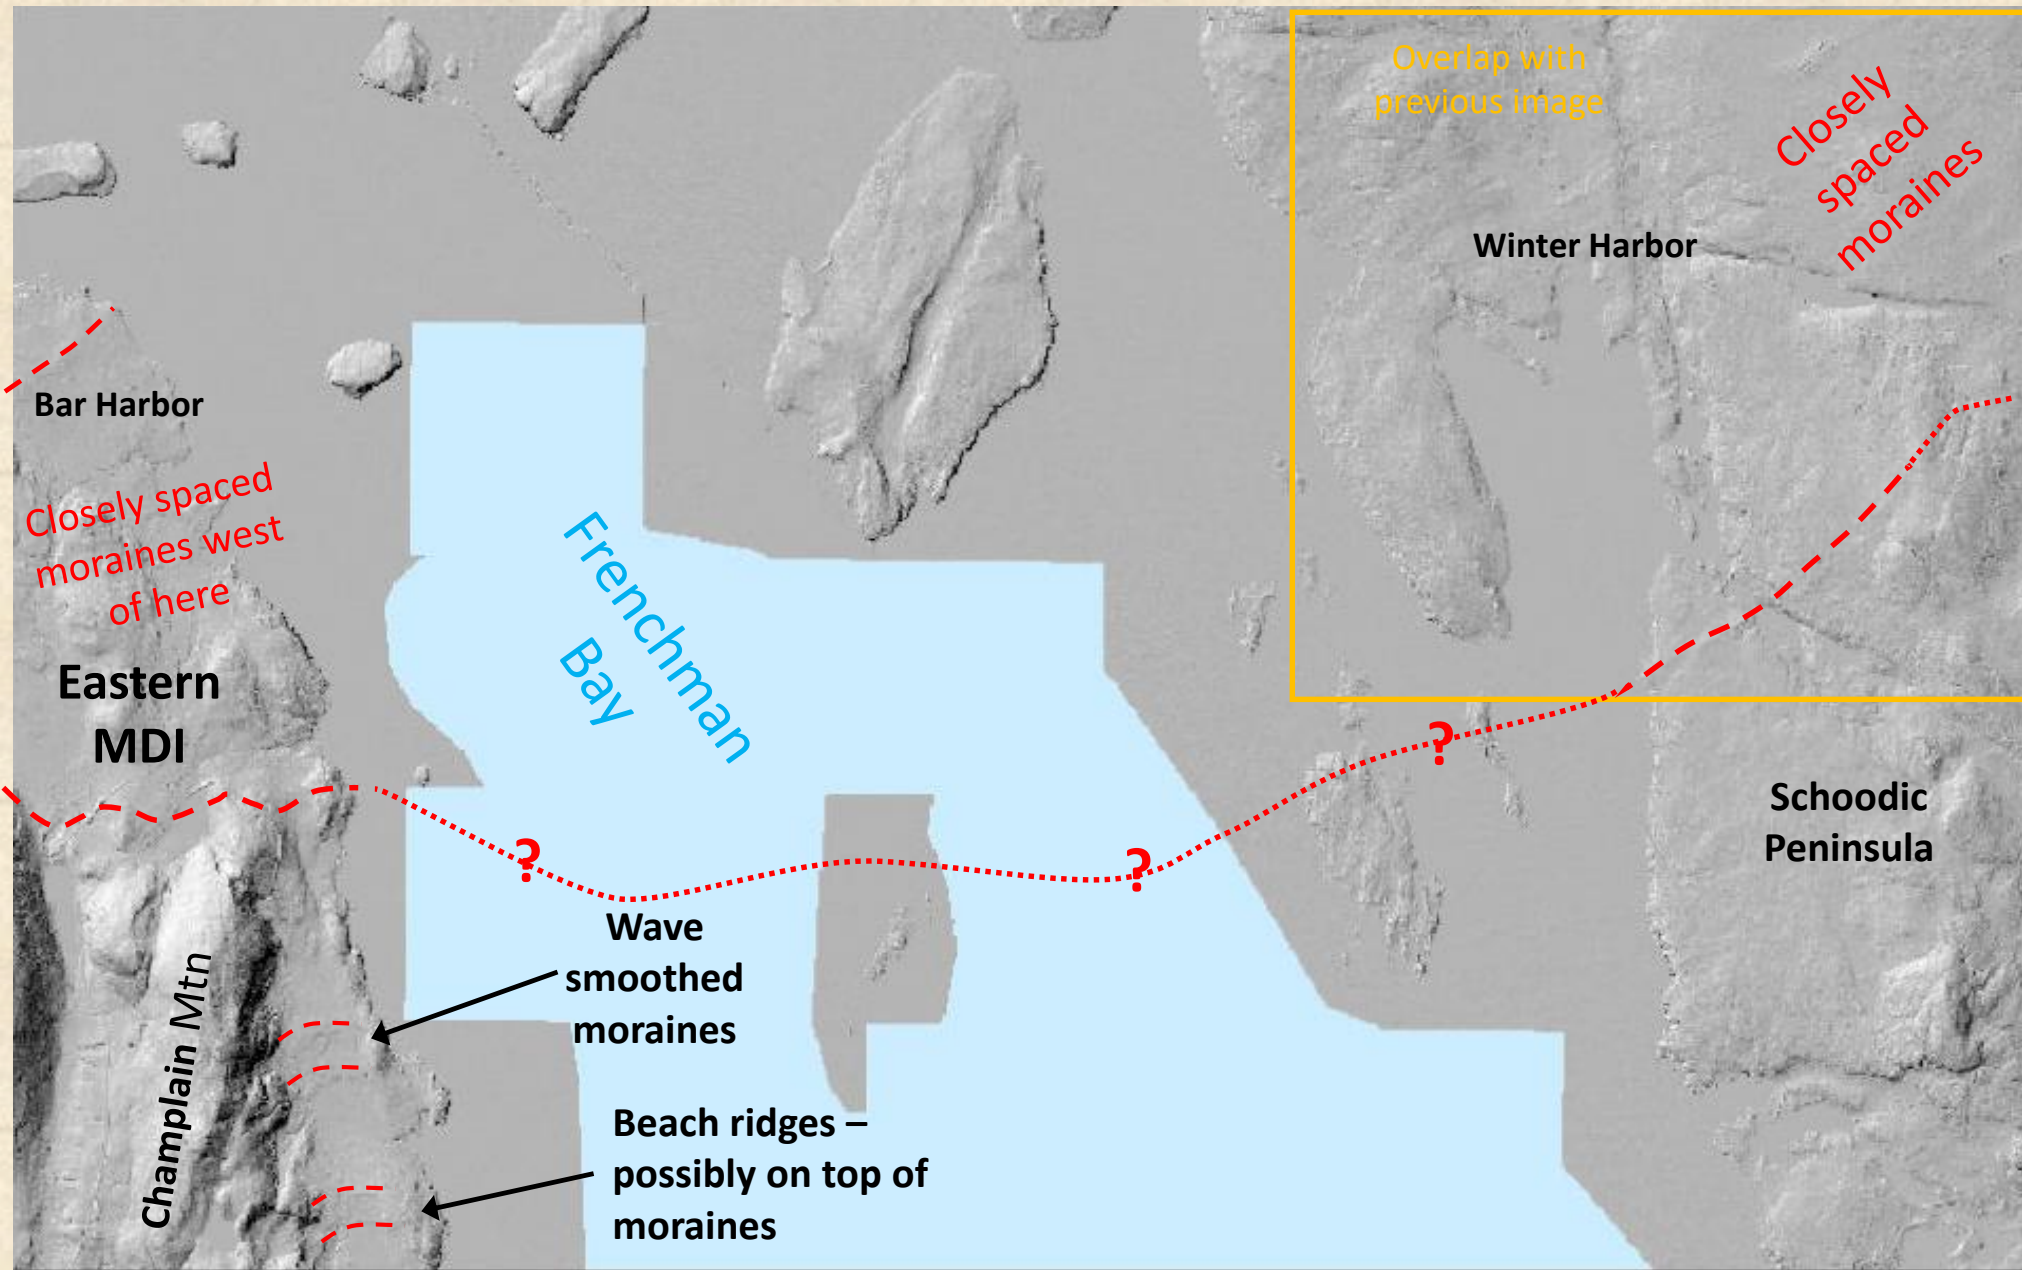 Overlap with
previous image
Closely
spaced
moraines
Winter Harbor
Bar Harbor
Closely spaced
moraines west
of here
Frenchman
Bay
Eastern
MDI
?
?
?
Schoodic
Peninsula
Wave
smoothed
moraines
Champlain Mtn
Beach ridges –
possibly on top of
moraines